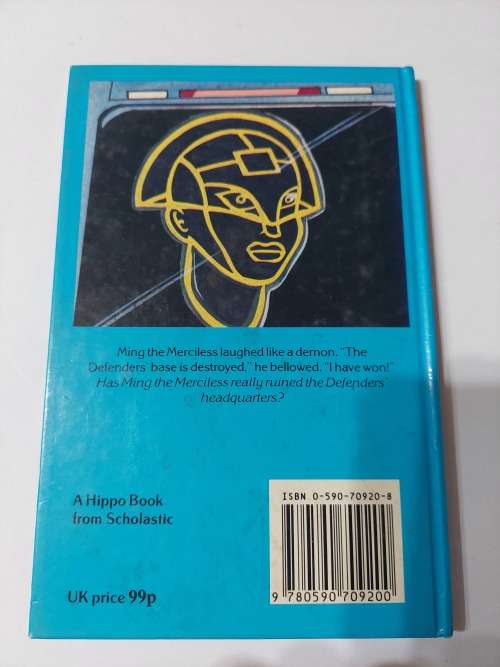 Ming the Merciless laughed like a demon. "The
Defenders' base is destroyed," he bellowed. "I have won!"
Has Ming the Merciless really ruined the Defenders'
headquarters?
A Hippo Book
from Scholastic
UK price 99p
ISBN 0-590-70920-8
9 780590 709200